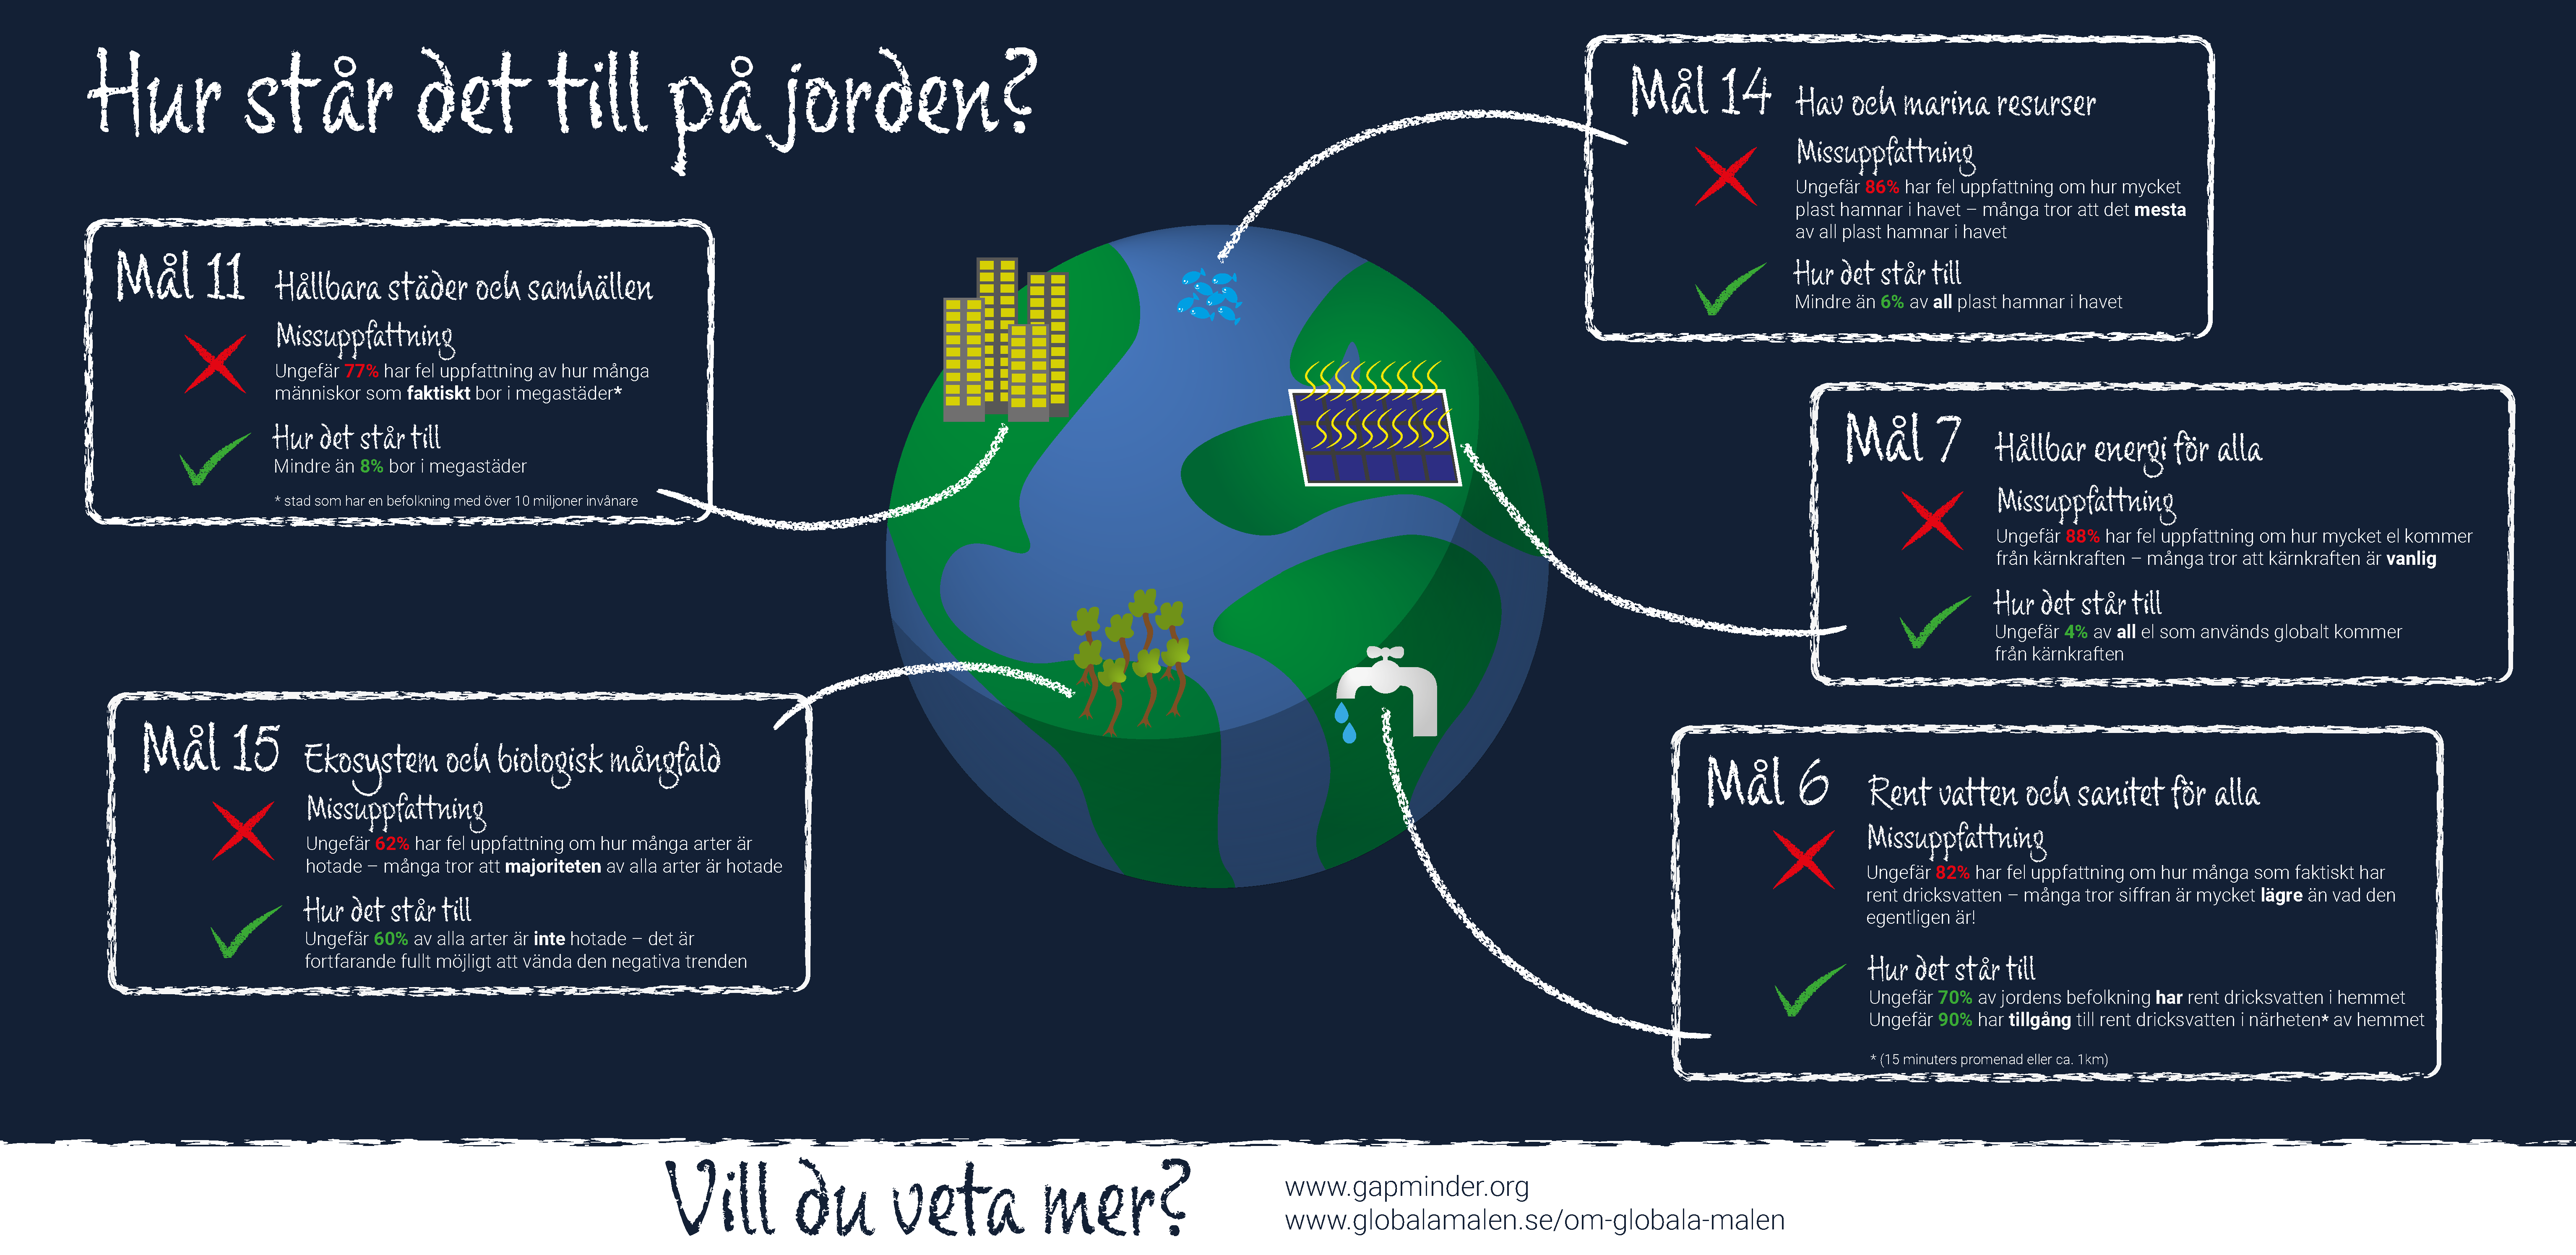 Hur står det till på jorden?
Mål 11 Hållbara städer och samhällen
Missuppfattning
Ungefär 77% har fel uppfattning av hur många
människor som faktiskt bor i megastäder*
Hur det står till
Mindre än 8% bor i megastäder
* stad som har en befolkning med över 10 miljoner invånare
Mål 15 Ekosystem och biologisk mångfald
Missuppfattning
Ungefär 62% har fel uppfattning om hur många arter är
hotade – många tror att majoriteten av alla arter är hotade
Hur det står till
Ungefär 60% av alla arter är inte hotade – det är
fortfarande fullt möjligt att vända den negativa trenden
Mål 14 Hav och marina resurser
Missuppfattning
Ungefär 86% har fel uppfattning om hur mycket
plast hamnar i havet – många tror att det mesta
av all plast hamnar i havet
Hur det står till
Mindre än 6% av all plast hamnar i havet
Mål 7 Hållbar energi för alla
Missuppfattning
Ungefär 88% har fel uppfattning om hur mycket el kommer
från kärnkraften – många tror att kärnkraften är vanlig
Hur det står till
Ungefär 4% av all el som används globalt kommer
från kärnkraften
Mål 6 Rent vatten och sanitet för alla
Missuppfattning
Ungefär 82% har fel uppfattning om hur många som faktiskt har
rent dricksvatten – många tror siffran är mycket lägre än vad den
egentligen är!
Hur det står till
Ungefär 70% av jordens befolkning har rent dricksvatten i hemmet
Ungefär 90% har tillgång till rent dricksvatten i närheten* av hemmet
* (15 minuters promenad eller ca. 1km)
Vill du veta mer?
www.gapminder.org
www.globalamalen.se/om-globala-malen